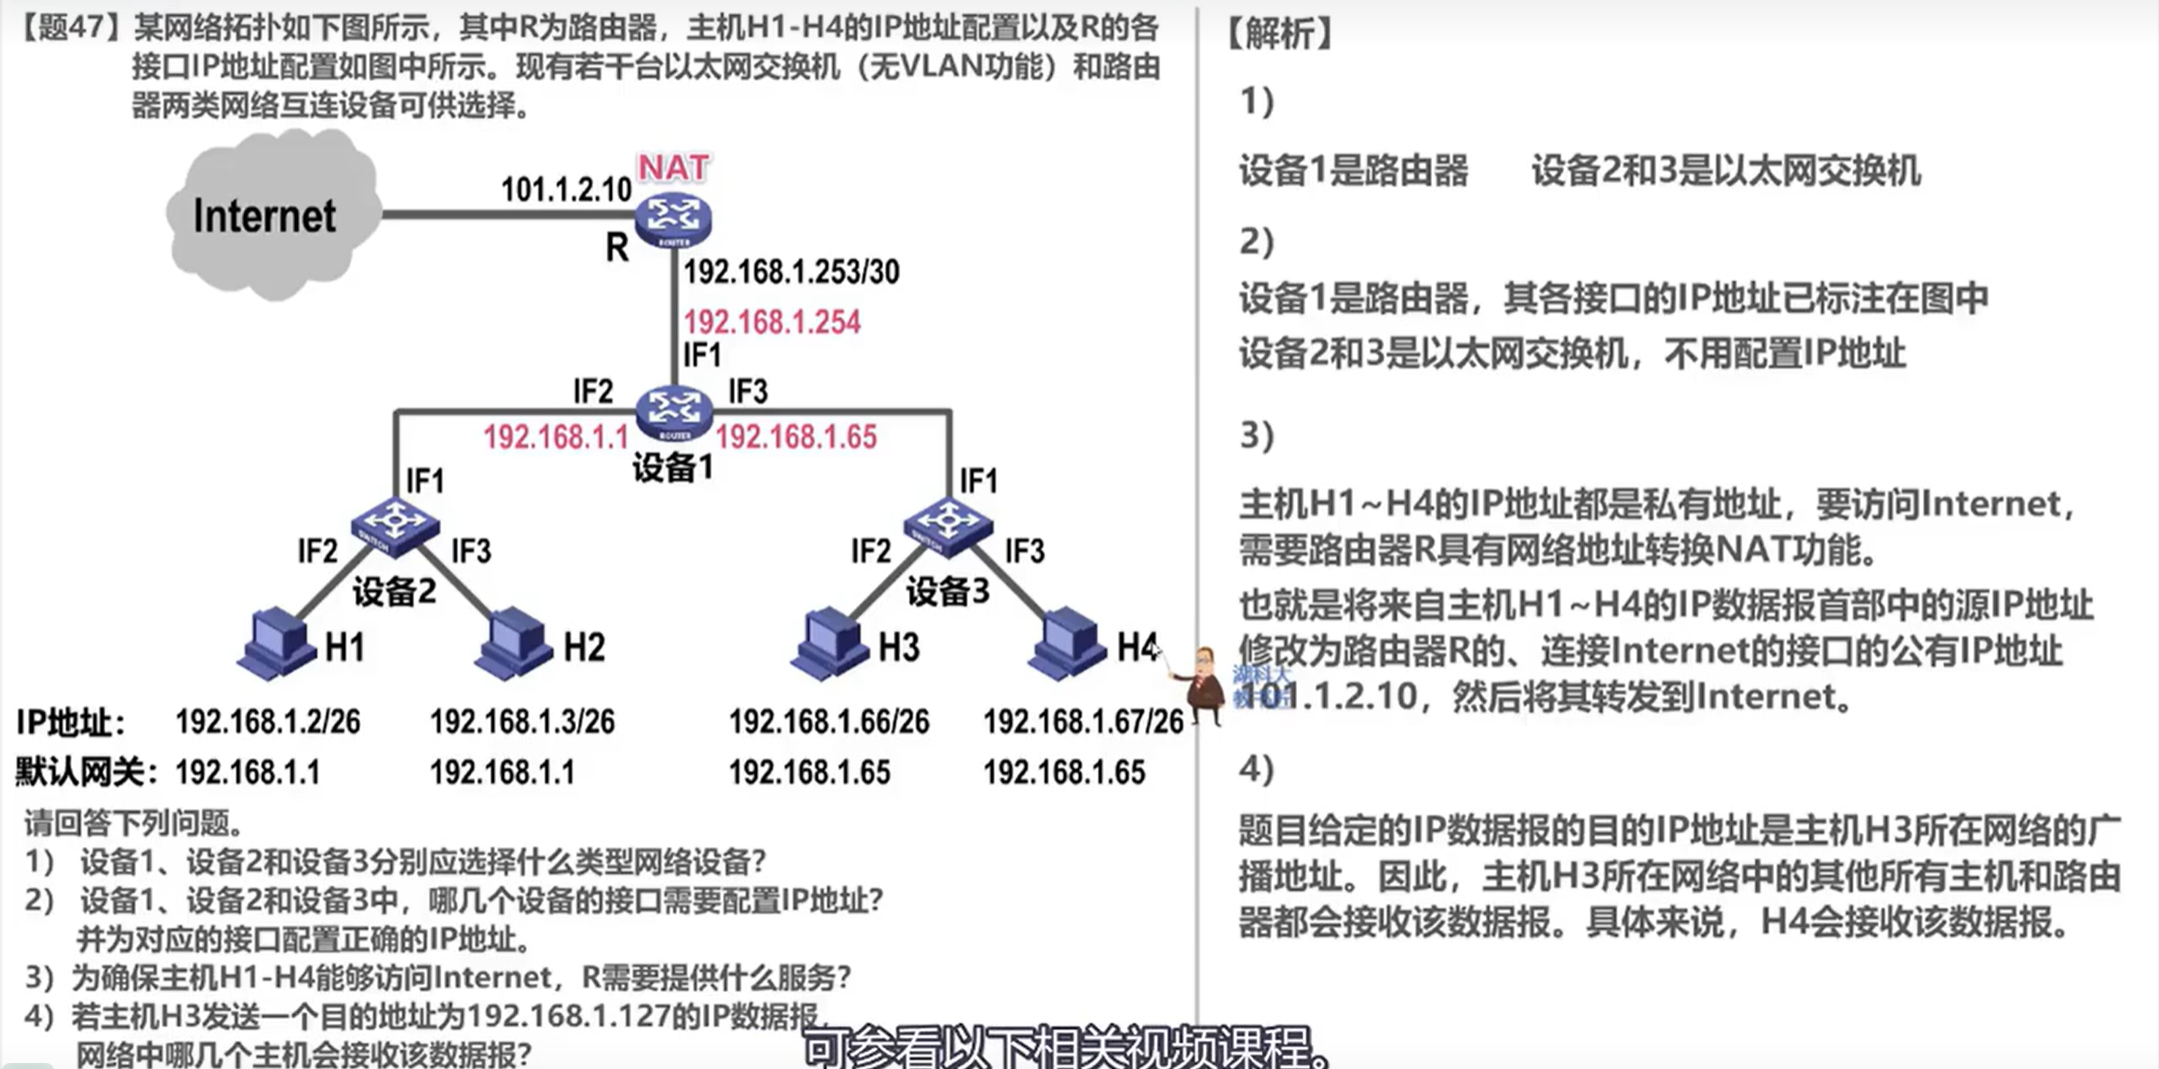 【题47】某网络拓扑如下图所示，其中R为路由器，主机H1-H4的IP地址配置以及R的各
接口IP地址配置如图中所示。现有若干台以太网交换机（无VLAN功能）和路由
器两类网络互连设备可供选择。
Internet
101.1.2.10
NAT
ROUTER
R
192.168.1.253/30
192.168.1.254
IF1
IF2
IF3
192.168.1.1
ROUTER
192.168.1.65
设备1
IF1
IF1
SWITCH
SWITCH
IF2
IF3
IF2
IF3
设备2
设备3
H1
H2
H3
H4
IP地址： 192.168.1.2/26 192.168.1.3/26 192.168.1.66/26 192.168.1.67/26
默认网关：192.168.1.1 192.168.1.1 192.168.1.65 192.168.1.65
请回答下列问题。
1） 设备1、设备2和设备3分别应选择什么类型网络设备？
2） 设备1、设备2和设备3中，哪几个设备的接口需要配置IP地址？
并为对应的接口配置正确的IP地址。
3）为确保主机H1-H4能够访问Internet，R需要提供什么服务？
4）若主机H3发送一个目的地址为192.168.1.127的IP数据报，
网络中哪几个主机会接收该数据报？
【解析】
1）
设备1是路由器 设备2和3是以太网交换机
2）
设备1是路由器，其各接口的IP地址已标注在图中
设备2和3是以太网交换机，不用配置IP地址
3）
主机H1~H4的IP地址都是私有地址，要访问Internet，
需要路由器R具有网络地址转换NAT功能。
也就是将来自主机H1~H4的IP数据报首部中的源IP地址
修改为路由器R的、连接Internet的接口的公有IP地址
101.1.2.10，然后将其转发到Internet。
湖科大
教书匠
4）
题目给定的IP数据报的目的IP地址是主机H3所在网络的广
播地址。因此，主机H3所在网络中的其他所有主机和路由
器都会接收该数据报。具体来说，H4会接收该数据报。
可参看以下相关视频课程。